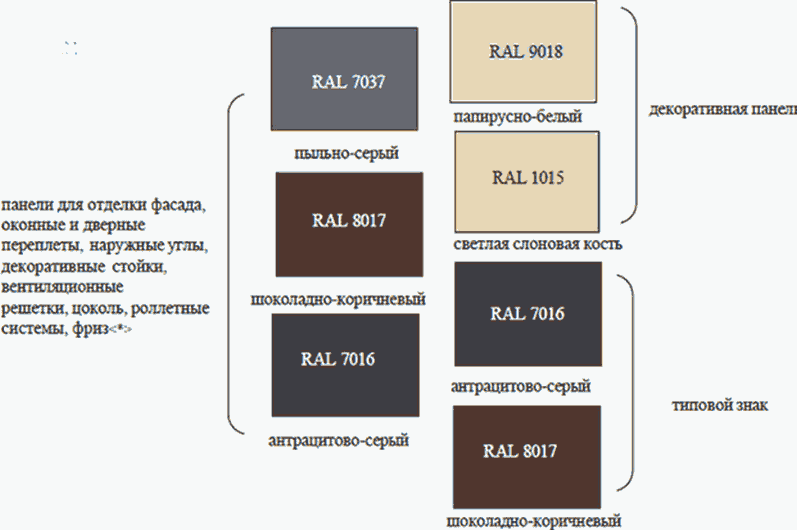 панели для отделки фасада,
оконные и дверные
переплеты, наружные углы,
декоративные стойки,
вентиляционные
решетки, цоколь, роллетные
системы, фриз<*>
RAL 7037
пыльно-серый
RAL 8017
шоколадно-коричневый
RAL 7016
антрацитово-серый
RAL 9018
папирусно-белый
RAL 1015
светлая слоновая кость
RAL 7016
антрацитово-серый
RAL 8017
шоколадно-коричневый
декоративная панель
типовой знак